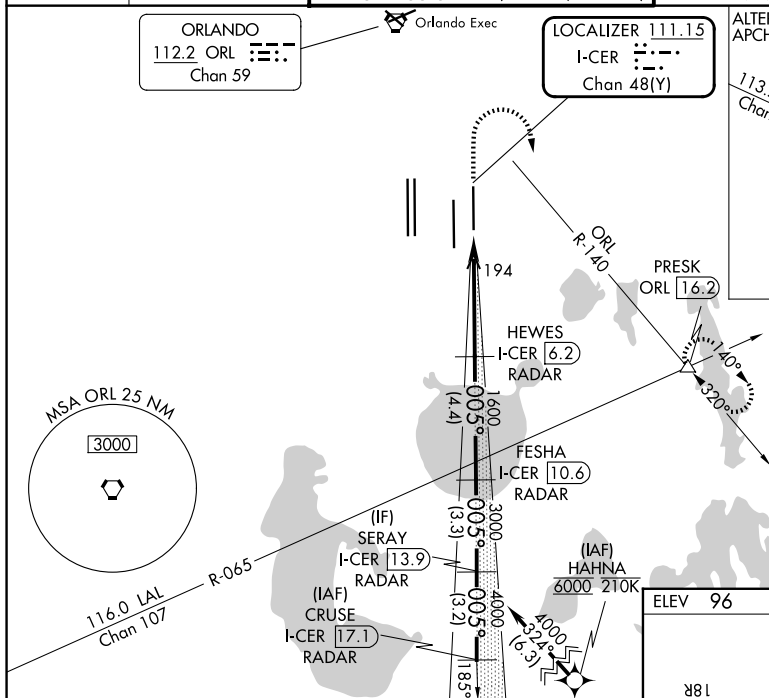 ORLANDO
112.2 ORL
Chan 59
Orlando Exec
LOCALIZER 111.15
I-CER
Chan 48(Y)
ALTER
APCH
113.
Chan
ORL
R-140
194
PRESK
ORL 16.2
HEWES
I-CER 6.2
RADAR
140°
320°
MSA ORL 25 NM
3000
1600
005°
(4.4)
FESHA
I-CER 10.6
RADAR
3000
005°
(3.3)
(IF)
SERAY
I-CER 13.9
RADAR
R-065
116.0 LAL
Chan 107
(IAF)
CRUSE
I-CER 17.1
RADAR
4000
005°
(3.2)
185°
(IAF)
HAHNA
6000 210K
4000
324°
(6.3)
ELEV 96
18R